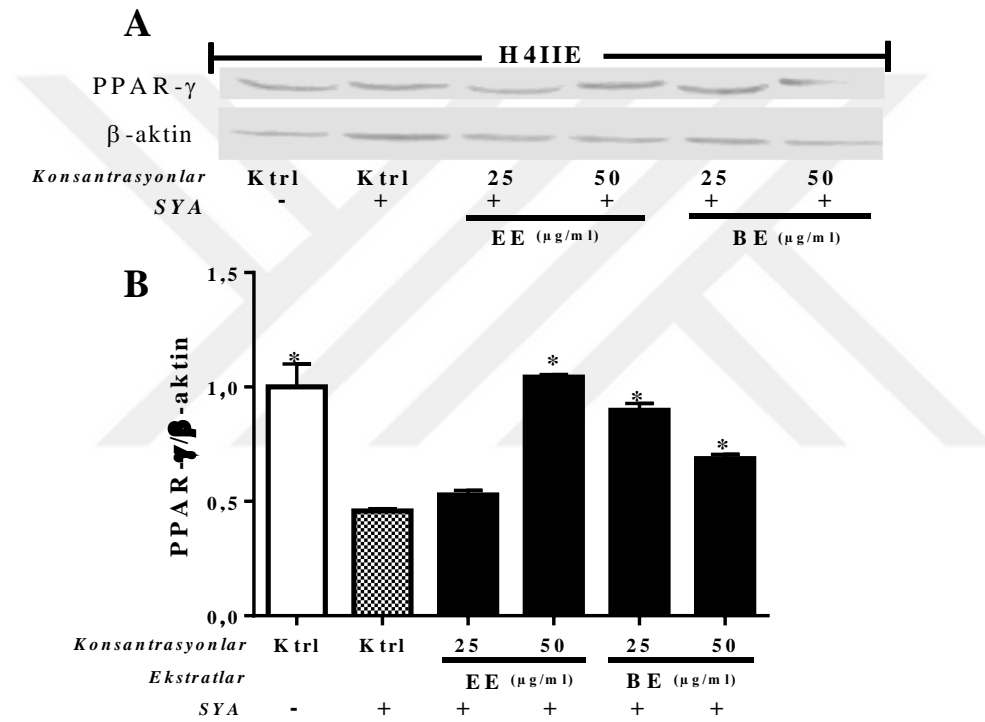 A
H4IIE
PPAR-γ
β-aktin
Konsantrasyonlar Ktrl Ktrl 25 50 25 50
SYA - + + + + +
EE (µg/ml) BE (µg/ml)
B
PPAR-γ/β-aktin
1,5
1,0
0,5
0,0
* * * *
Konsantrasyonlar Ktrl Ktrl 25 50 25 50
Ekstratlar EE (µg/ml) BE (µg/ml)
SYA - + + + + +